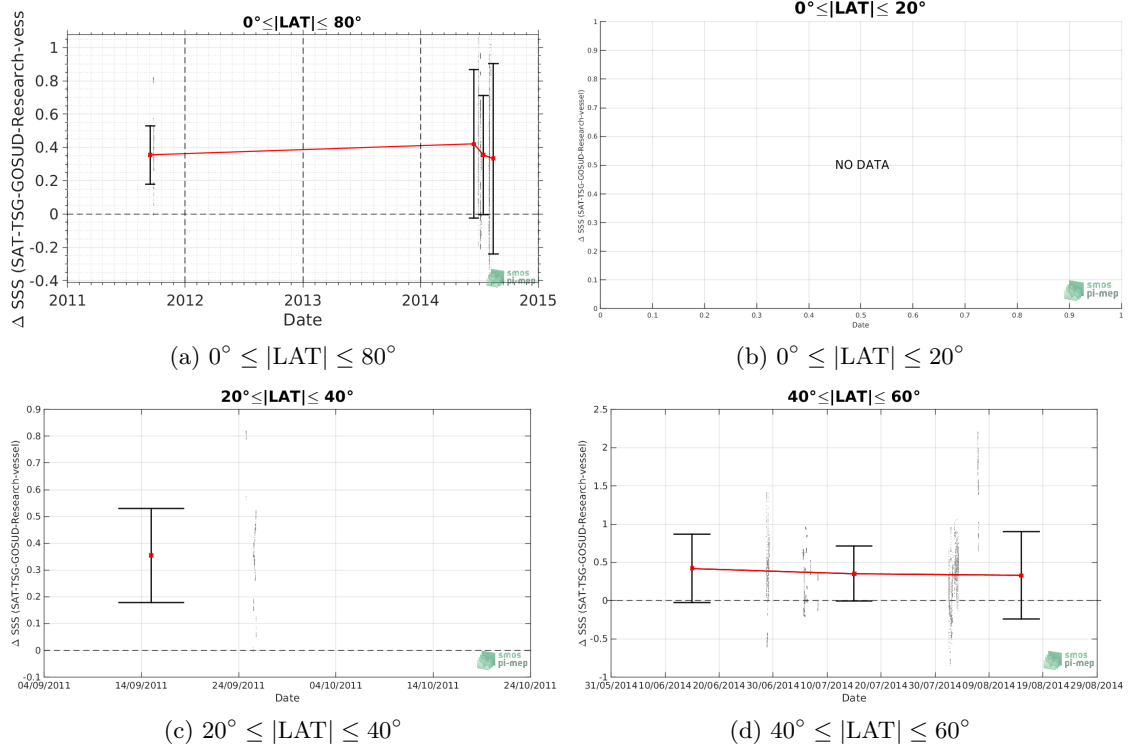 0°≤|LAT|≤ 80°
Δ SSS (SAT-TSG-GOSUD-Research-vess
1
0.8
0.6
0.4
0.2
0
-0.2
-0.4
2011 2012 2013 2014 2015
Date
smos
pi-mep
(a) 0° ≤ |LAT| ≤ 80°
0°≤|LAT|≤ 20°
Δ SSS (SAT-TSG-GOSUD-Research-vessel)
1
0.9
0.8
0.7
0.6
0.5
0.4
0.3
0.2
0.1
0
NO DATA
0 0.1 0.2 0.3 0.4 0.5 0.6 0.7 0.8 0.9 1
Date
smos
pi-mep
(b) 0° ≤ |LAT| ≤ 20°
20°≤|LAT|≤ 40°
Δ SSS (SAT-TSG-GOSUD-Research-vessel)
0.9
0.8
0.7
0.6
0.5
0.4
0.3
0.2
0.1
0
-0.1
04/09/2011 14/09/2011 24/09/2011 04/10/2011 14/10/2011 24/10/2011
Date
smos
pi-mep
(c) 20° ≤ |LAT| ≤ 40°
40°≤|LAT|≤ 60°
Δ SSS (SAT-TSG-GOSUD-Research-vessel)
2.5
2
1.5
1
0.5
0
-0.5
-1
31/05/2014 10/06/2014 20/06/2014 30/06/2014 10/07/2014 20/07/2014 30/07/2014 09/08/2014 19/08/2014 29/08/2014
Date
smos
pi-mep
(d) 40° ≤ |LAT| ≤ 60°